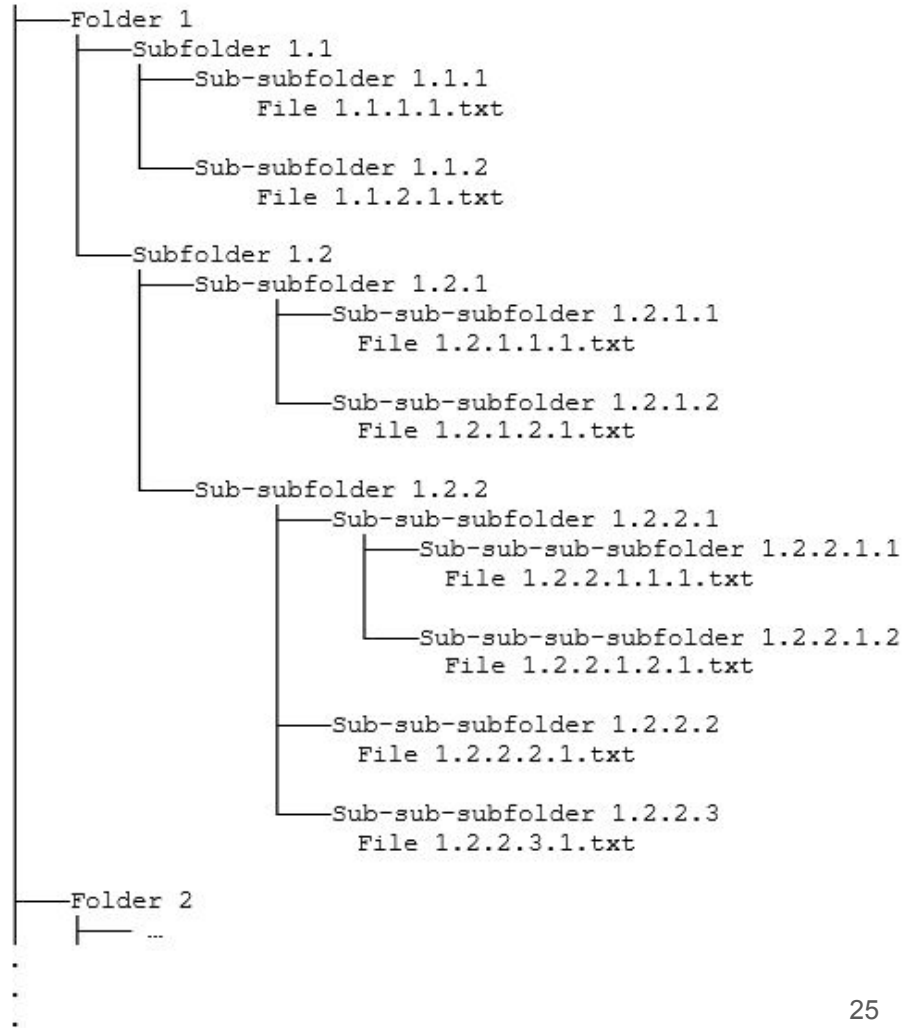 Folder 1
Subfolder 1.1
Sub-subfolder 1.1.1
File 1.1.1.1.txt
Sub-subfolder 1.1.2
File 1.1.2.1.txt
Subfolder 1.2
Sub-subfolder 1.2.1
Sub-sub-subfolder 1.2.1.1
File 1.2.1.1.1.txt
Sub-sub-subfolder 1.2.1.2
File 1.2.1.2.1.txt
Sub-subfolder 1.2.2
Sub-sub-subfolder 1.2.2.1
Sub-sub-sub-subfolder 1.2.2.1.1
File 1.2.2.1.1.1.txt
Sub-sub-sub-subfolder 1.2.2.1.2
File 1.2.2.1.2.1.txt
Sub-sub-subfolder 1.2.2.2
File 1.2.2.2.1.txt
Sub-sub-subfolder 1.2.2.3
File 1.2.2.3.1.txt
Folder 2
…
.
.
.
25